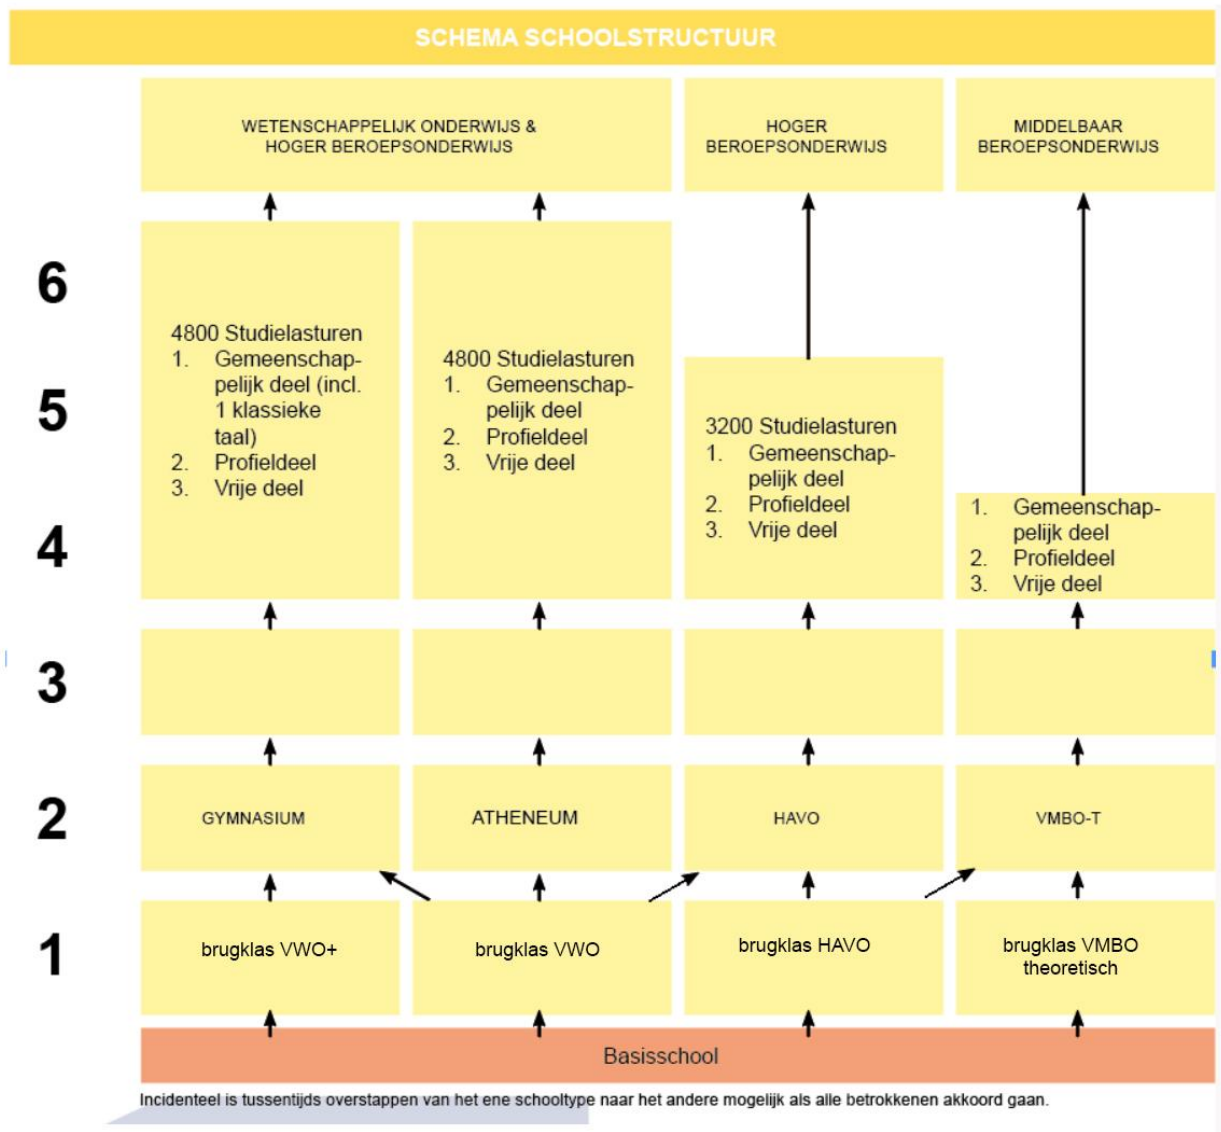 SCHEMA SCHOOLSTRUCTUUR
WETENSCHAPPELIJK ONDERWIJS &
HOGER BEROEPSONDERWIJS
HOGER
BEROEPSONDERWIJS
MIDDELBAAR
BEROEPSONDERWIJS
6
5
4
4800 Studielasturen
1. Gemeenschap-
pelijk deel (incl.
1 klassieke
taal)
2. Profieldeel
3. Vrije deel
4800 Studielasturen
1. Gemeenschap-
pelijk deel
2. Profieldeel
3. Vrije deel
3200 Studielasturen
1. Gemeenschap-
pelijk deel
2. Profieldeel
3. Vrije deel
1. Gemeenschap-
pelijk deel
2. Profieldeel
3. Vrije deel
3
2
GYMNASIUM
ATHENEUM
HAVO
VMBO-T
1
brugklas VWO+
brugklas VWO
brugklas HAVO
brugklas VMBO
theoretisch
Basisschool
Incidenteel is tussentijds overstappen van het ene schooltype naar het andere mogelijk als alle betrokkenen akkoord gaan.